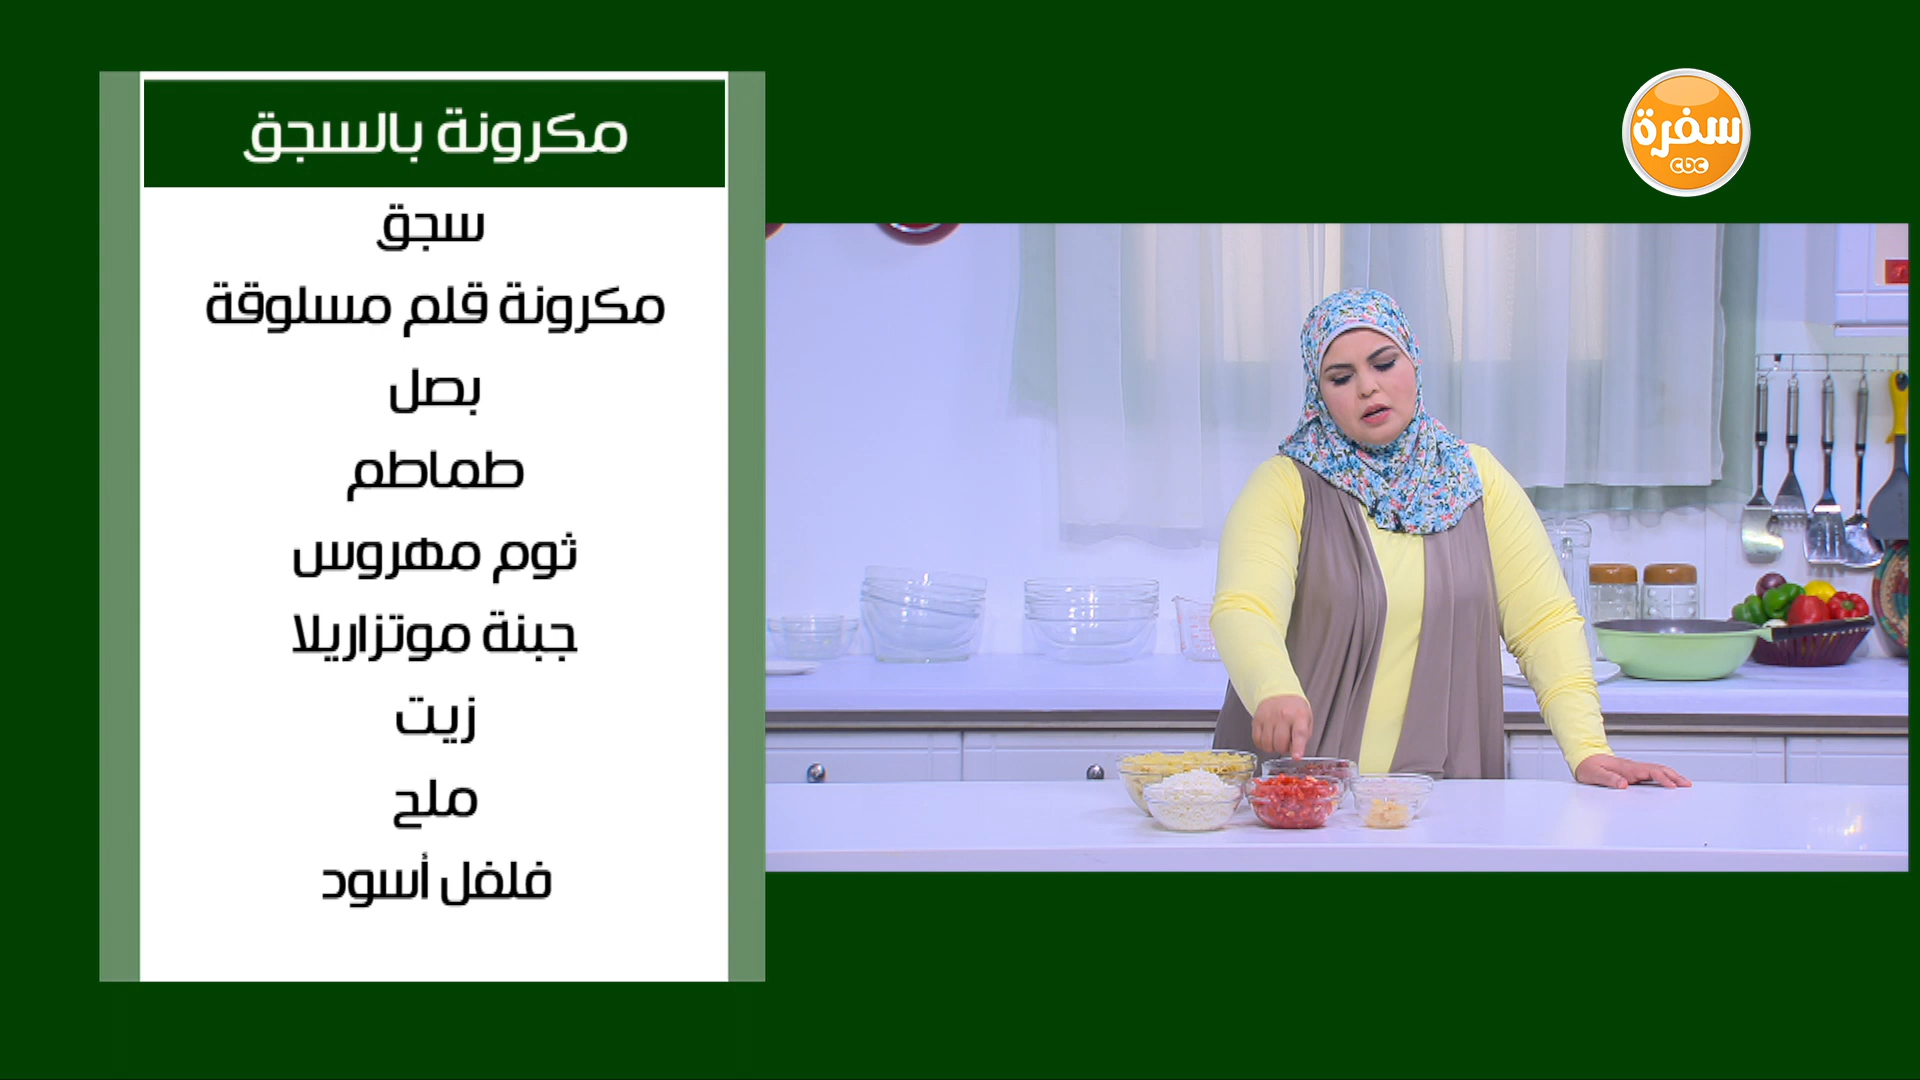 مكرونة بالسجق
سجق
مكرونة قلم مسلوقة
بصل
طماطم
ثوم مهروس
جبنة موتزاريلا
زيت
ملح
فلفل أسود
سفرة
cbc